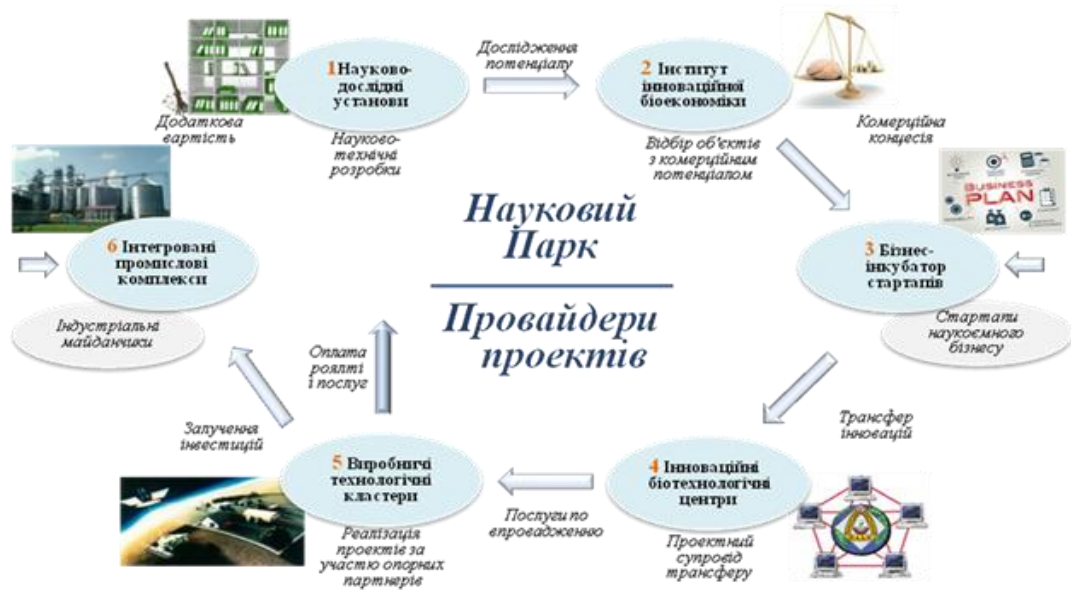 1 Науково-
дослідні
установи
Дослідження
потенціалу
2 Інститут
інноваційної
біоекономіки
Додаткова
вартість
Науково-
технічні
розробки
Відбір об'єктів
з комерційним
потенціалом
Комерційна
концесія
BUSINESS
PLAN
Науковий
Парк
6 Інтегровані
промислові
комплекси
3 Бізнес-
інкубатор
стартапів
Індустріальні
майданчики
Стартапи
наукоємного
бізнесу
Провайдери
проектів
Оплата
роялті
і послуг
Залучення
інвестицій
Трансфер
інновацій
5 Виробничі
технологічні
кластери
4 Інноваційні
біотехнологічні
центри
Послуги по
впровадженню
Реалізація
проектів за
участю опорних
партнерів
Проектний
супровід
трансферу